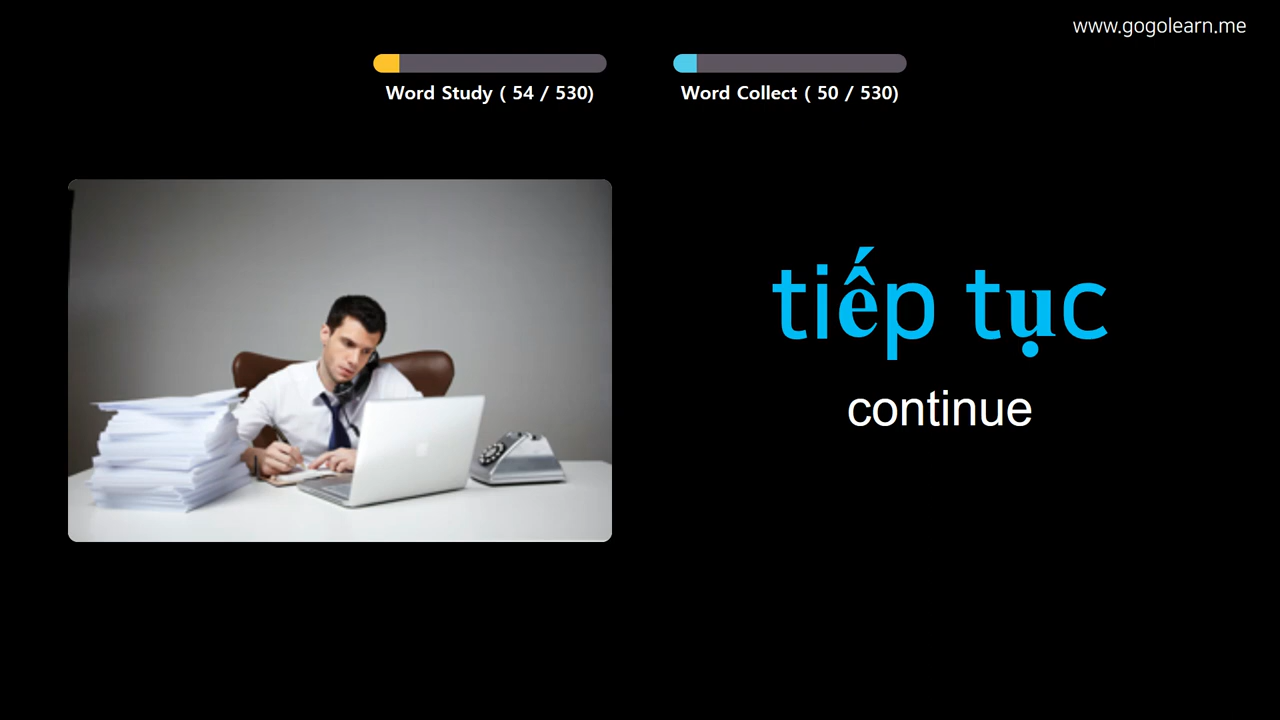 www.gogolearn.me
Word Study ( 54 / 530)
Word Collect ( 50 / 530)
tiếp tục
continue